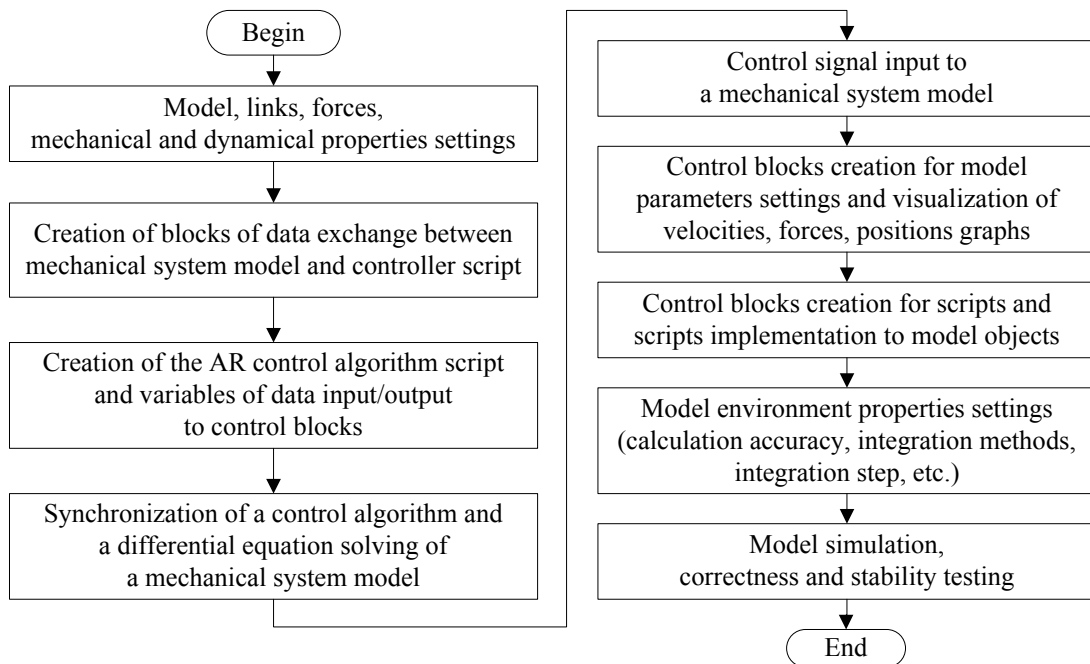 Begin
Model, links, forces,
mechanical and dynamical properties settings
Creation of blocks of data exchange between
mechanical system model and controller script
Creation of the AR control algorithm script
and variables of data input/output
to control blocks
Synchronization of a control algorithm and
a differential equation solving of
a mechanical system model
Control signal input to
a mechanical system model
Control blocks creation for model
parameters settings and visualization of
velocities, forces, positions graphs
Control blocks creation for scripts and
scripts implementation to model objects
Model environment properties settings
(calculation accuracy, integration methods,
integration step, etc.)
Model simulation,
correctness and stability testing
End